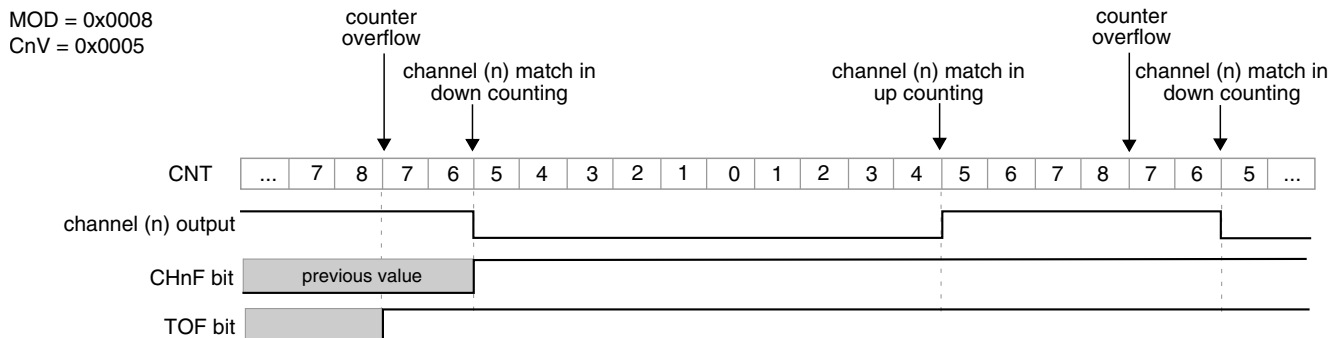 MOD = 0x0008
CnV = 0x0005
counter
overflow
channel (n) match in
down counting
channel (n) match in
up counting
counter
overflow
channel (n) match in
down counting
CNT ... 7 8 7 6 5 4 3 2 1 0 1 2 3 4 5 6 7 8 7 6 5 ...
channel (n) output
CHnF bit previous value
TOF bit